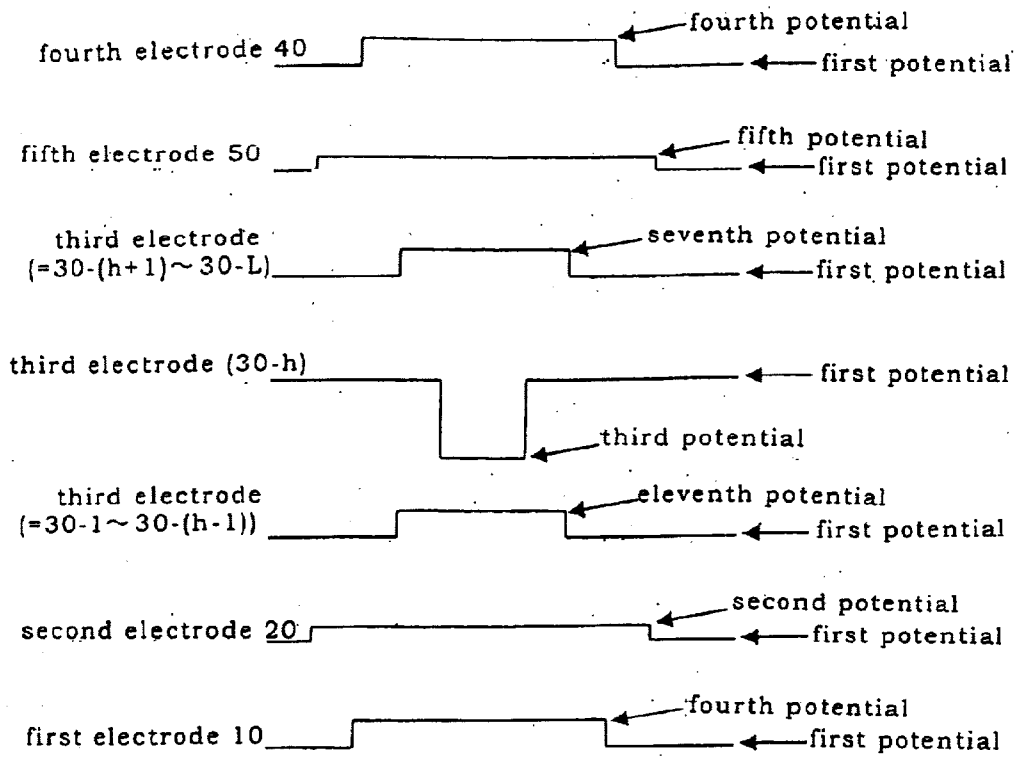 fourth electrode 40
fourth potential
first potential
fifth electrode 50
fifth potential
first potential
third electrode
(=30-(h+1)~30-L)
seventh potential
first potential
third electrode (30-h)
first potential
third potential
third electrode
(=30-1~30-(h-1))
eleventh potential
first potential
second electrode 20
second potential
first potential
first electrode 10
fourth potential
first potential